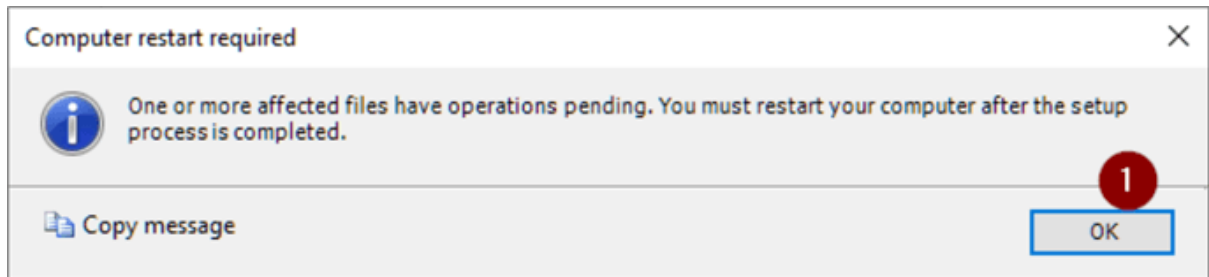 Computer restart required
One or more affected files have operations pending. You must restart your computer after the setup
process is completed.
1
Copy message
OK